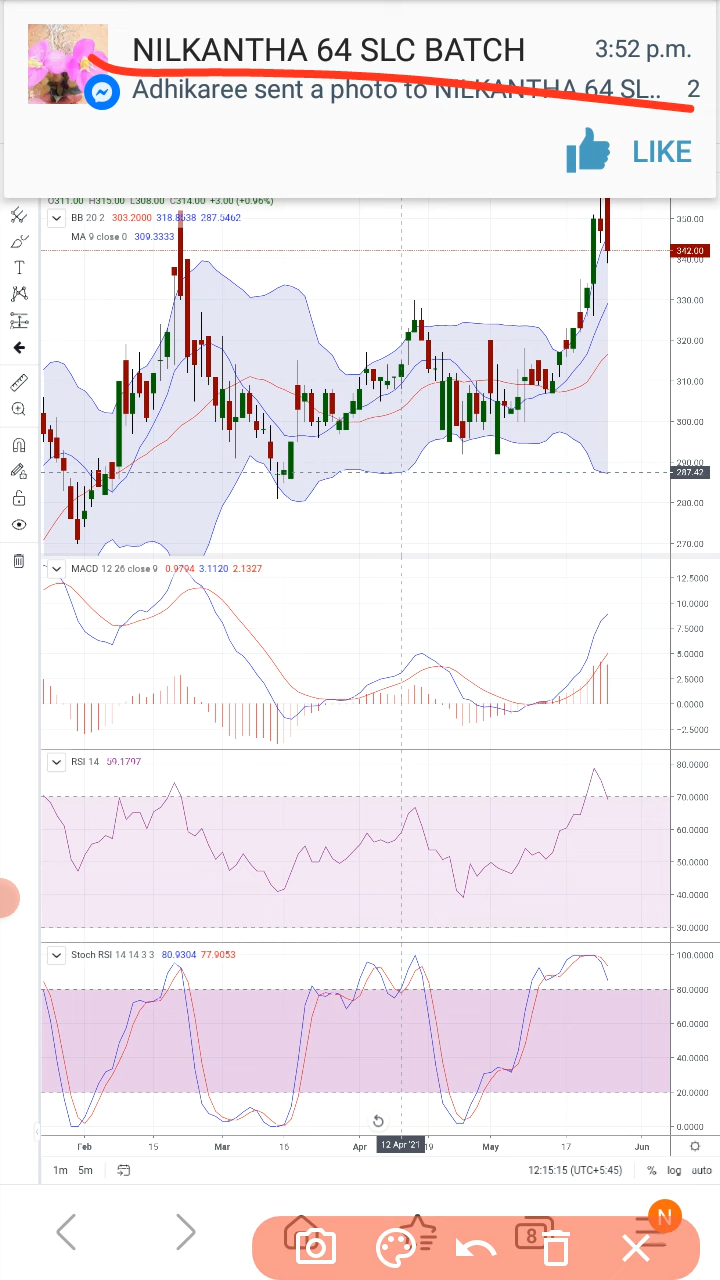 NILKANTHA 64 SLC BATCH 3:52 p.m.
Adhikaree sent a photo to NILKANTHA 64 SL.. 2
LIKE
O311.00 H315.00 L308.00 C314.00 +3.00 (+0.96%)
BB 20 2 303.2000 318.8538 287.5462
350.00
MA 9 close 0 309.3333
342.00
340.00
330.00
320.00
310.00
300.00
290.00
287.42
280.00
270.00
MACD 12 26 close 9 0.9794 3.1120 2.1327
12.5000
10.0000
7.5000
5.0000
2.5000
0.0000
−2.5000
RSI 14 59.1797
80.0000
70.0000
60.0000
50.0000
40.0000
30.0000
Stoch RSI 14 14 3 3 80.9304 77.9053
100.0000
80.0000
60.0000
40.0000
20.0000
0.0000
Feb 15 Mar 16 Apr 12 Apr '21 19 May 17 Jun
1m 5m 12:15:15 (UTC+5:45) % log auto
N
8